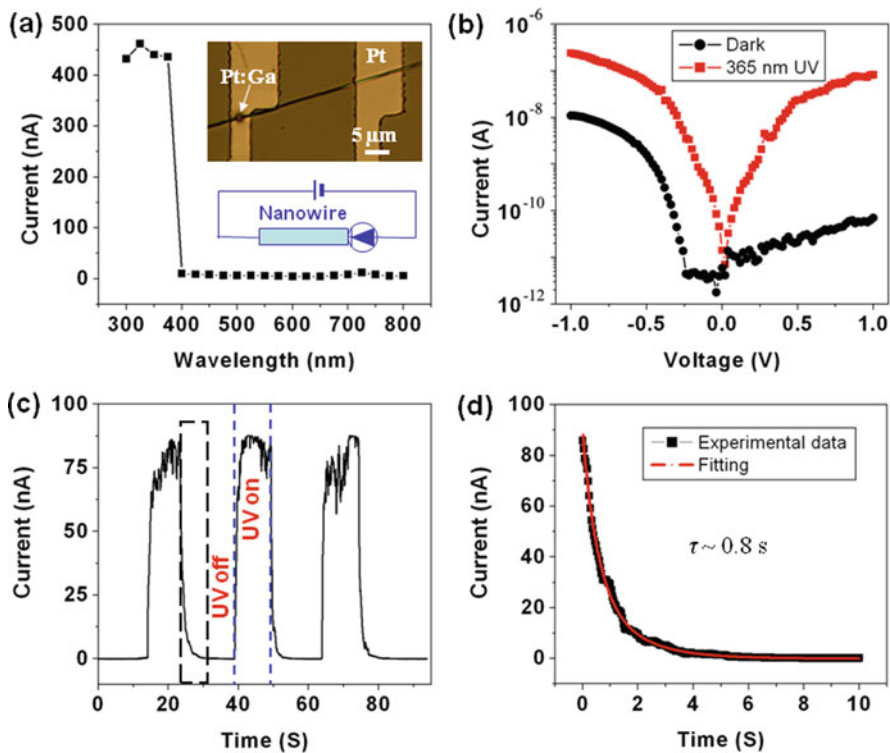 (a)
500
400
300
200
100
0
Current (nA)
300 400 500 600 700 800
Wavelength (nm)
Pt:Ga
Pt
5 μm
Nanowire
(b)
10-6
10-8
10-10
10-12
Current (A)
-1.0 -0.5 0.0 0.5 1.0
Voltage (V)
Dark
365 nm UV
(c)
100
75
50
25
0
Current (nA)
0 20 40 60 80
Time (S)
UV off
UV on
(d)
100
80
60
40
20
0
Current (nA)
0 2 4 6 8 10
Time (S)
Experimental data
Fitting
τ ~ 0.8 s